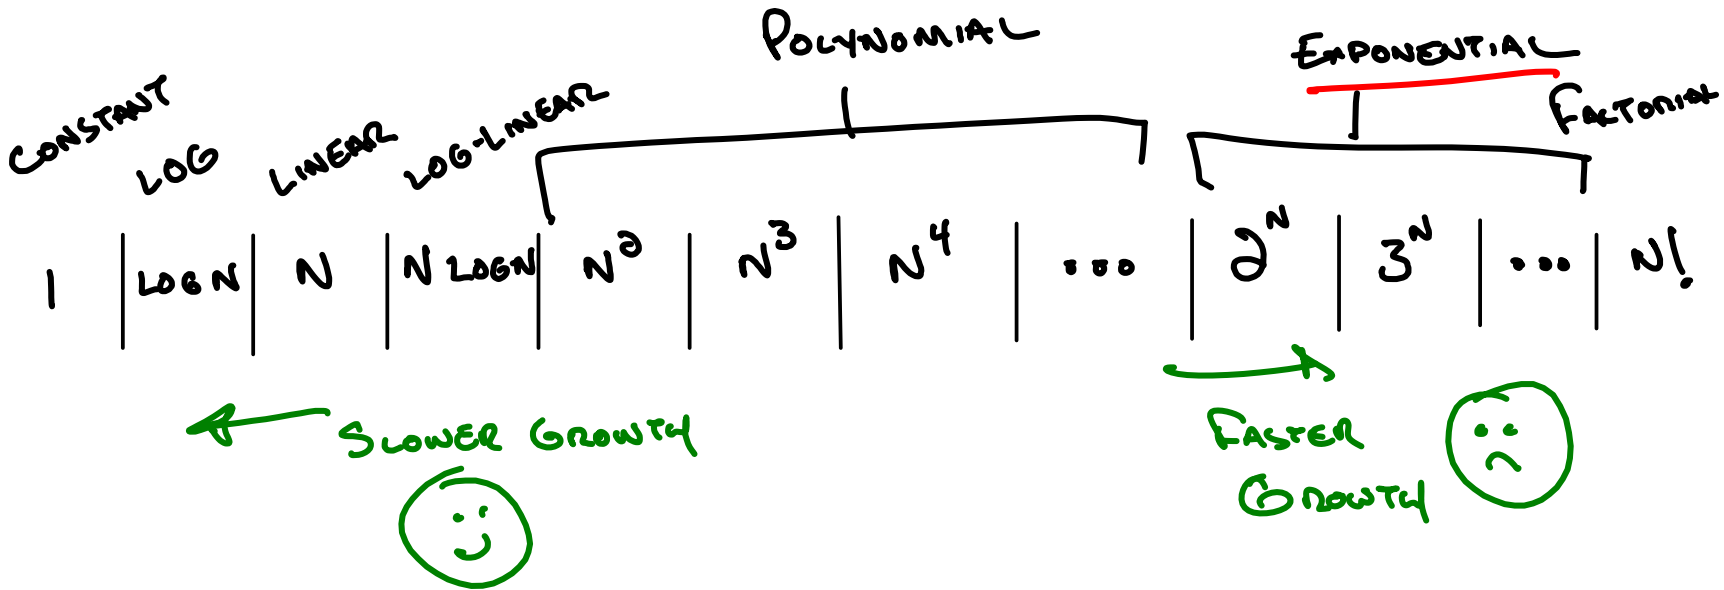 POLYNOMIAL
EXPONENTIAL
CONSTANT LOG LINEAR LOG-LINEAR FACTORIAL
1 | LOG N | N | N LOGN | N² | N³ | N⁴ | ... | 2ᴺ | 3ᴺ | ... | N!
SLOWER GROWTH
FASTER
GROWTH